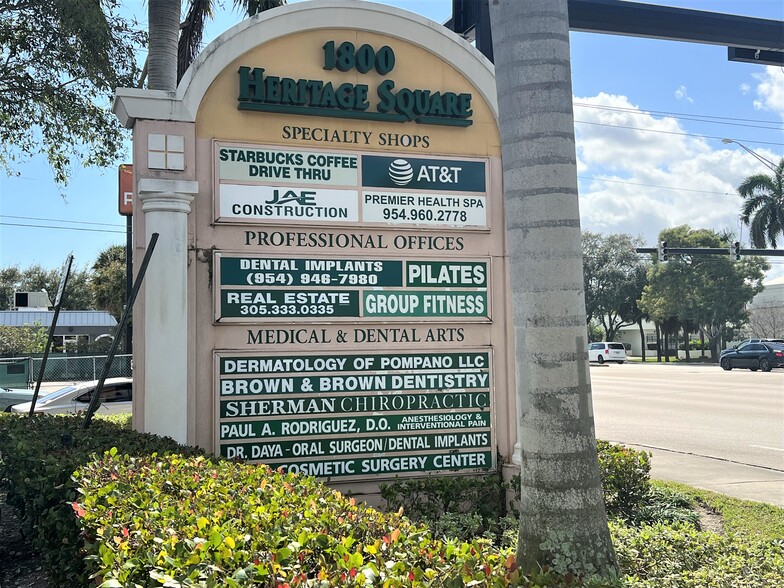 1800
HERITAGE SQUARE
SPECIALTY SHOPS
STARBUCKS COFFEE
DRIVE THRU
AT&T
JAE
CONSTRUCTION
PREMIER HEALTH SPA
954.960.2778
PROFESSIONAL OFFICES
DENTAL IMPLANTS
(954) 946-7980
PILATES
REAL ESTATE
305.333.0335
GROUP FITNESS
MEDICAL & DENTAL ARTS
DERMATOLOGY OF POMPANO LLC
BROWN & BROWN DENTISTRY
SHERMAN CHIROPRACTIC
PAUL A. RODRIGUEZ, D.O. ANESTHESIOLOGY &
INTERVENTIONAL PAIN
DR. DAYA - ORAL SURGEON/DENTAL IMPLANTS
COSMETIC SURGERY CENTER